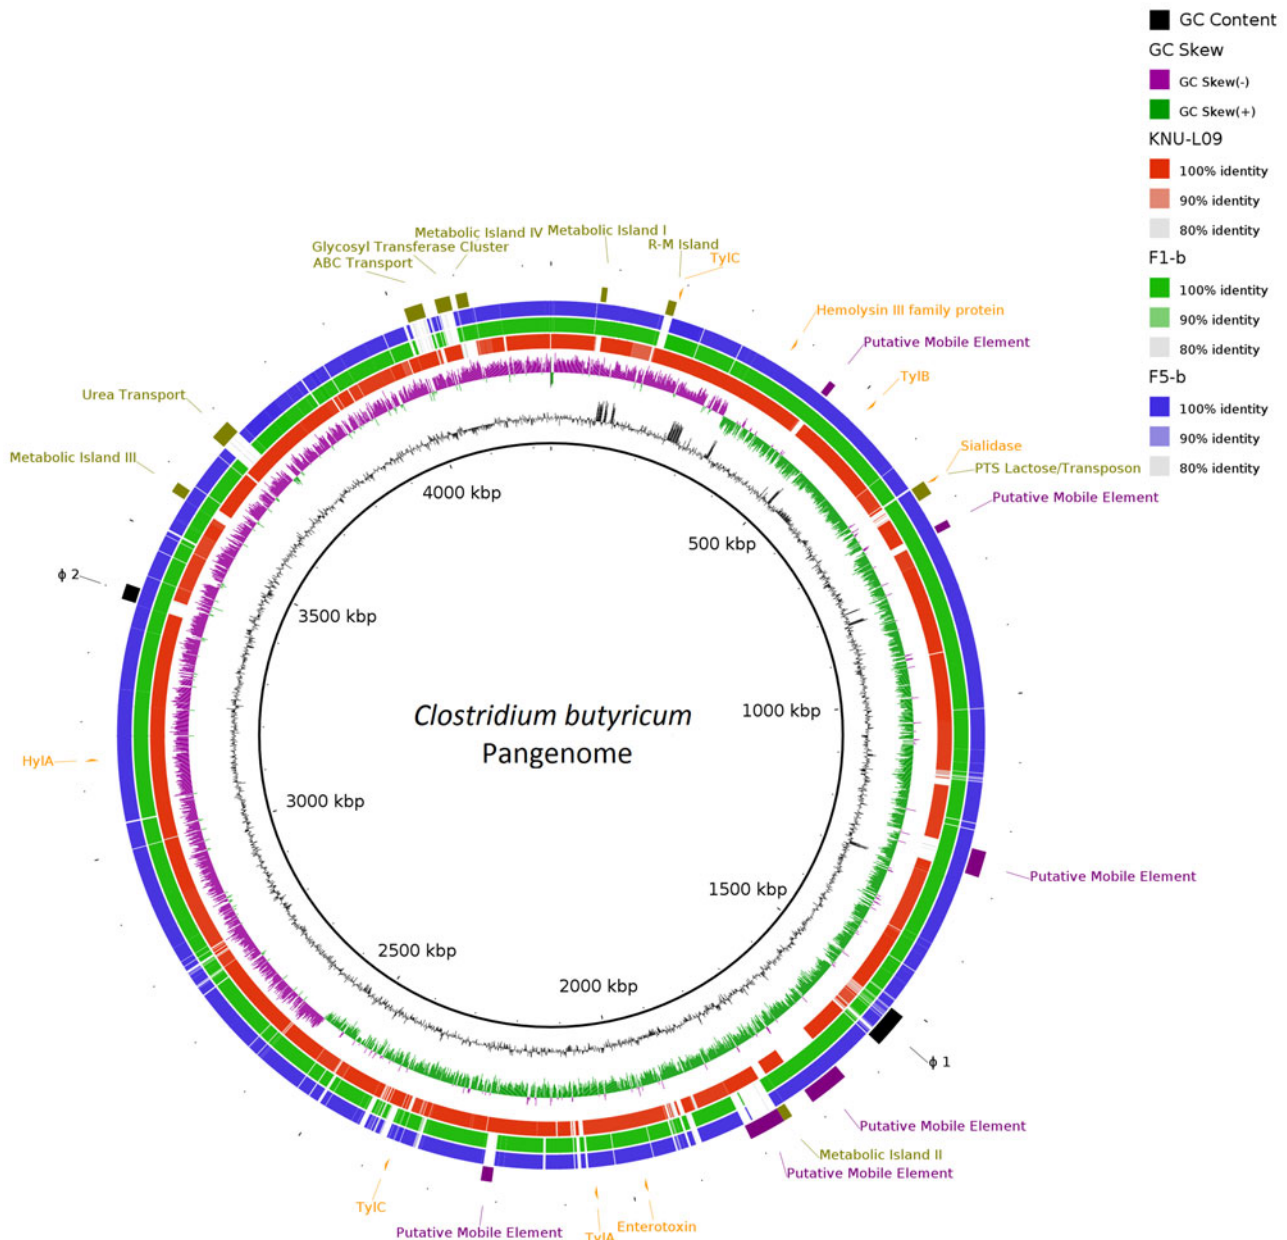 GC Content
GC Skew
GC Skew(-)
GC Skew(+)
KNU-L09
100% identity
90% identity
80% identity
F1-b
100% identity
90% identity
80% identity
F5-b
100% identity
90% identity
80% identity
Metabolic Island IV
Metabolic Island I
Glycosyl Transferase Cluster
R-M Island
ABC Transport
TylC
Hemolysin III family protein
Putative Mobile Element
TylB
Urea Transport
Sialidase
Metabolic Island III
PTS Lactose/Transposon
Putative Mobile Element
4000 kbp
500 kbp
ϕ 2
3500 kbp
Clostridium butyricum
Pangenome
1000 kbp
HylA
3000 kbp
Putative Mobile Element
1500 kbp
2500 kbp
2000 kbp
ϕ 1
Putative Mobile Element
Metabolic Island II
Putative Mobile Element
TylC
Putative Mobile Element
Enterotoxin
TylA